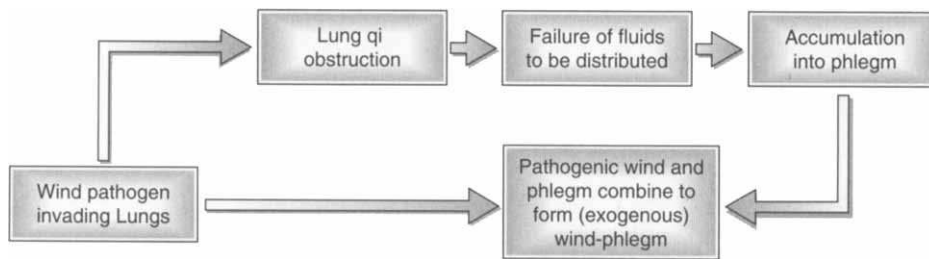 Lung qi
obstruction
Failure of fluids
to be distributed
Accumulation
into phlegm
Wind pathogen
invading Lungs
Pathogenic wind and
phlegm combine to
form (exogenous)
wind-phlegm